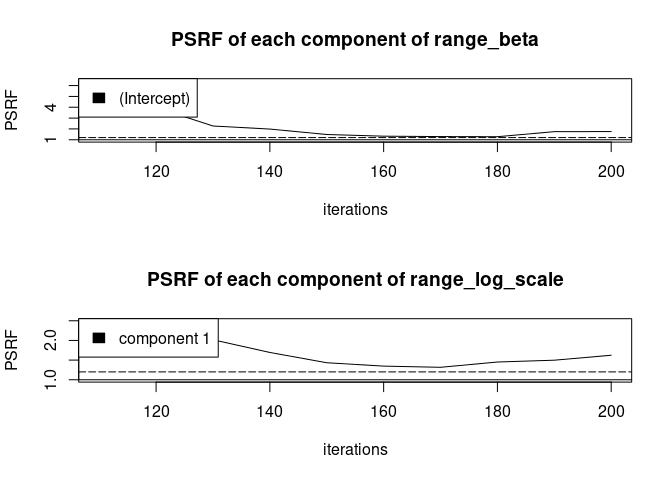 PSRF of each component of range_beta
PSRF
4
1
(Intercept)
120 140 160 180 200
iterations
PSRF of each component of range_log_scale
PSRF
2.0
1.0
component 1
120 140 160 180 200
iterations